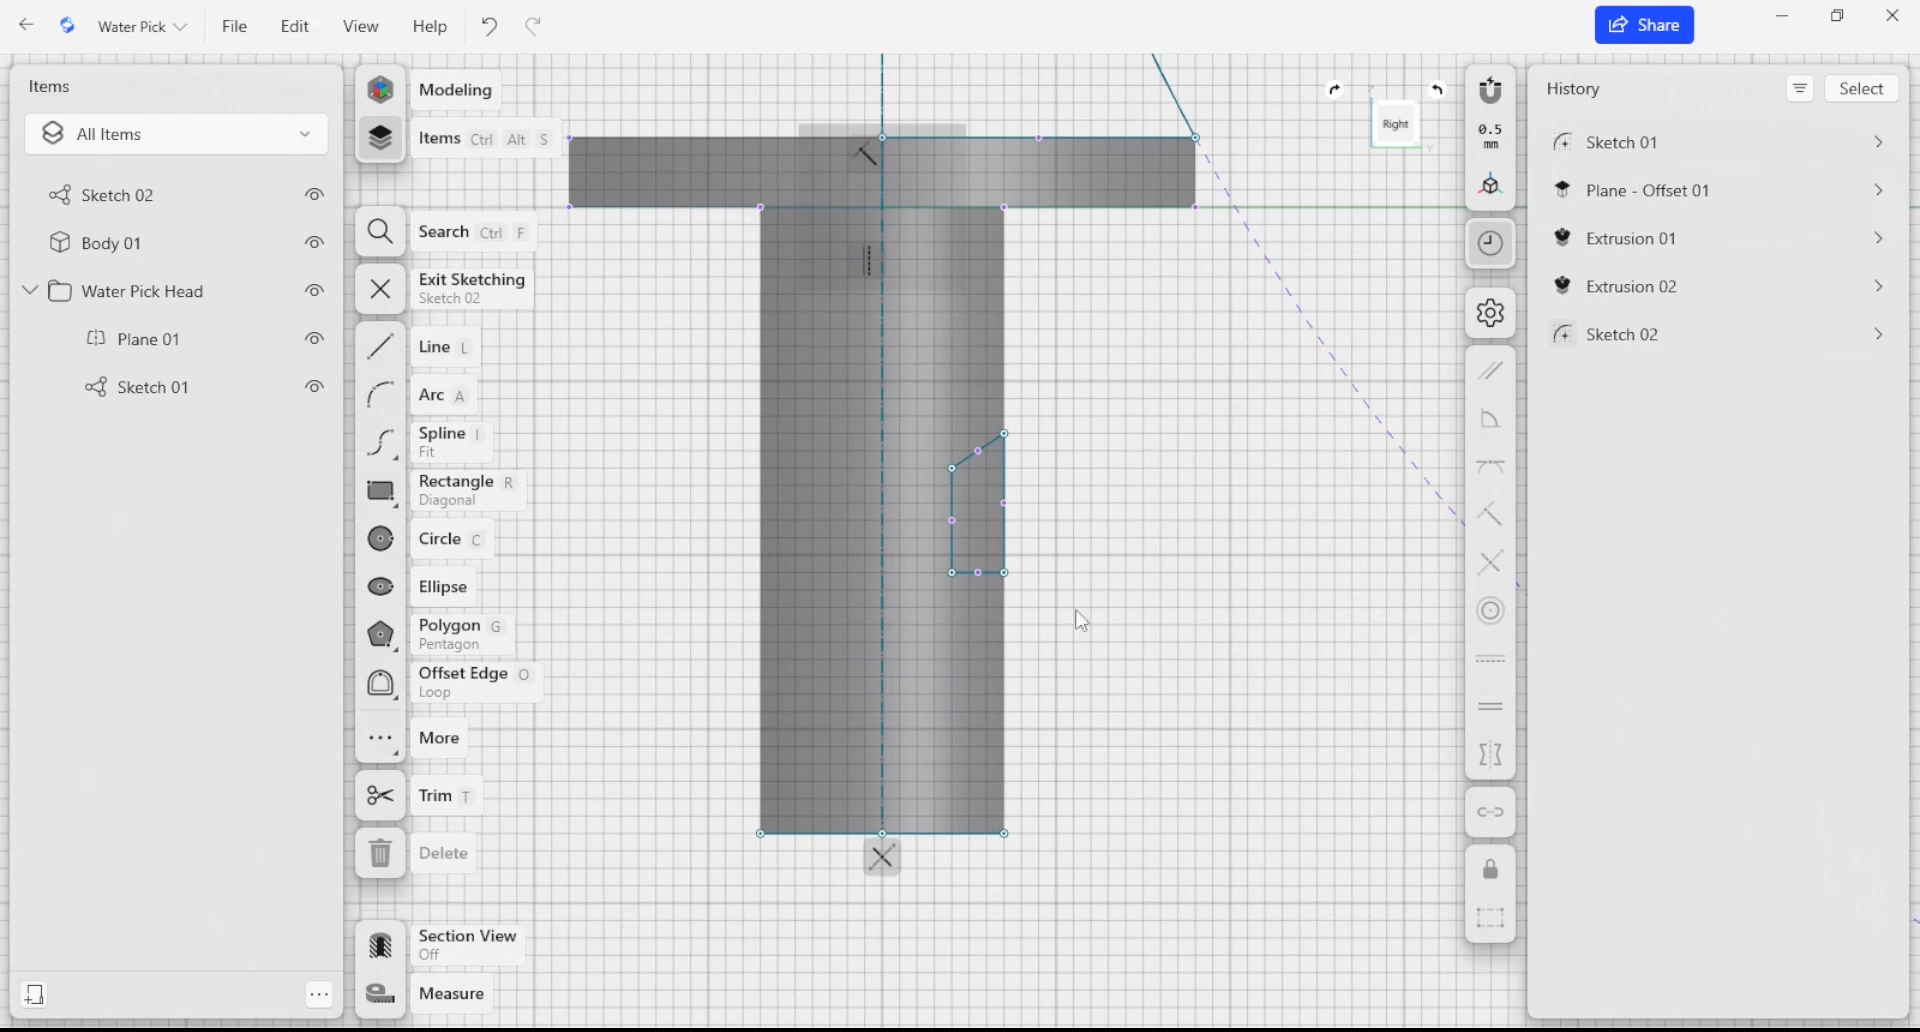 Water Pick
File
Edit
View
Help
Share
Items
All Items
Sketch 02
Body 01
Water Pick Head
Plane 01
Sketch 01
Modeling
Items Ctrl Alt S
Search Ctrl F
Exit Sketching
Sketch 02
Line L
Arc A
Spline I
Fit
Rectangle R
Diagonal
Circle C
Ellipse
Polygon G
Pentagon
Offset Edge O
Loop
More
Trim T
Delete
Section View
Off
Measure
Right
Y
0.5
mm
History
Select
Sketch 01
Plane - Offset 01
Extrusion 01
Extrusion 02
Sketch 02